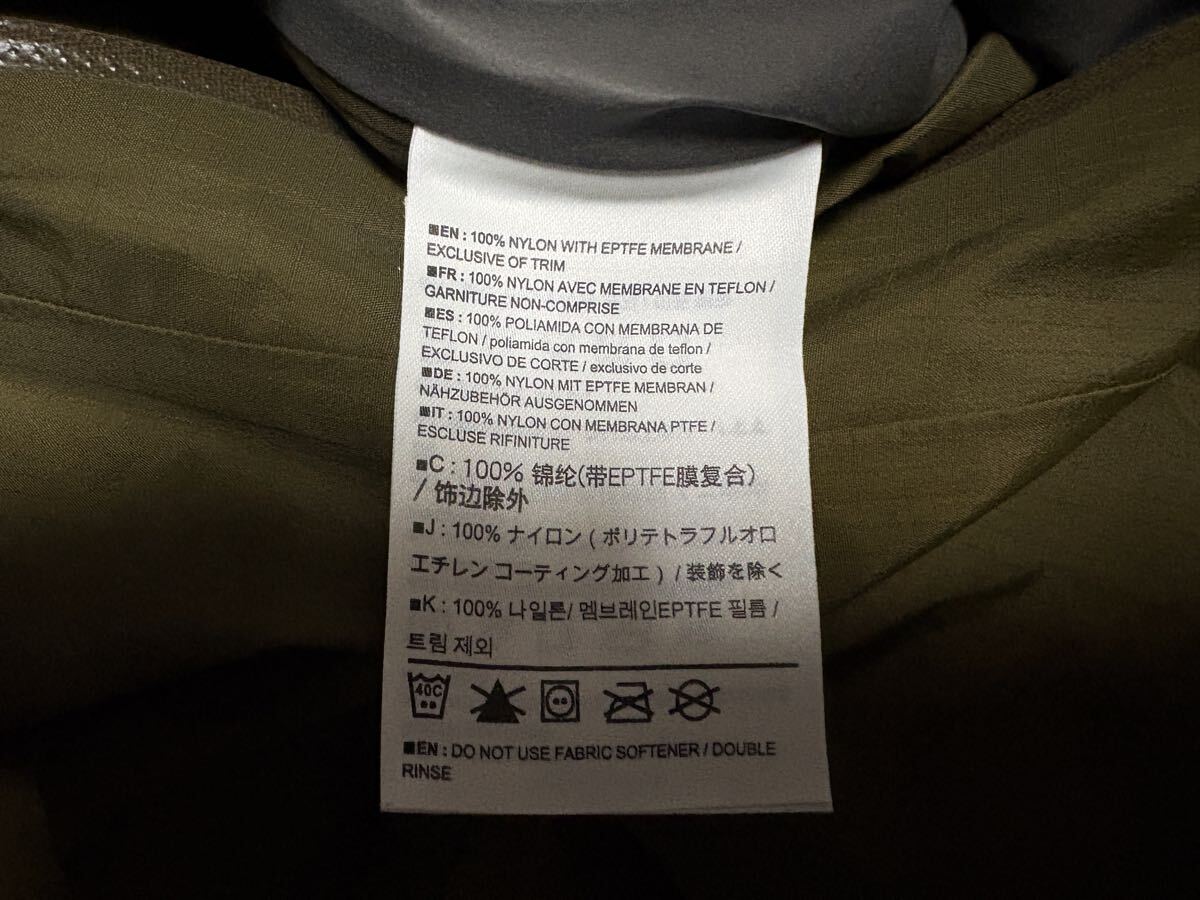 ■EN : 100% NYLON WITH EPTFE MEMBRANE /
EXCLUSIVE OF TRIM
■FR : 100% NYLON AVEC MEMBRANE EN TEFLON /
GARNITURE NON-COMPRISE
■ES : 100% POLIAMIDA CON MEMBRANA DE
TEFLON / poliamida con membrana de teflon /
EXCLUSIVO DE CORTE / exclusivo de corte
■DE : 100% NYLON MIT EPTFE MEMBRAN /
NÄHZUBEHÖR AUSGENOMMEN
■IT : 100% NYLON CON MEMBRANA PTFE /
ESCLUSE RIFINITURE
■C : 100% 锦纶(带EPTFE膜复合)
/ 饰边除外
■J : 100% ナイロン ( ポリテトラフルオロ
エチレン コーティング加工 ) / 装飾を除く
■K : 100% 나일론/ 멤브레인EPTFE 필름 /
트림 제외
40C
■EN : DO NOT USE FABRIC SOFTENER / DOUBLE
RINSE